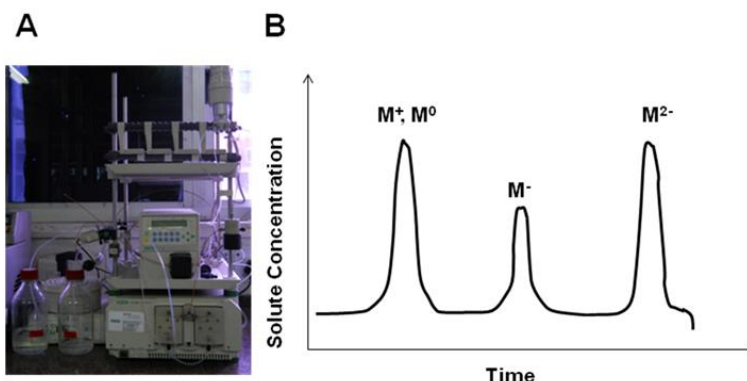 A
B
M⁺, M⁰
M⁻
M²⁻
Solute Concentration
Time